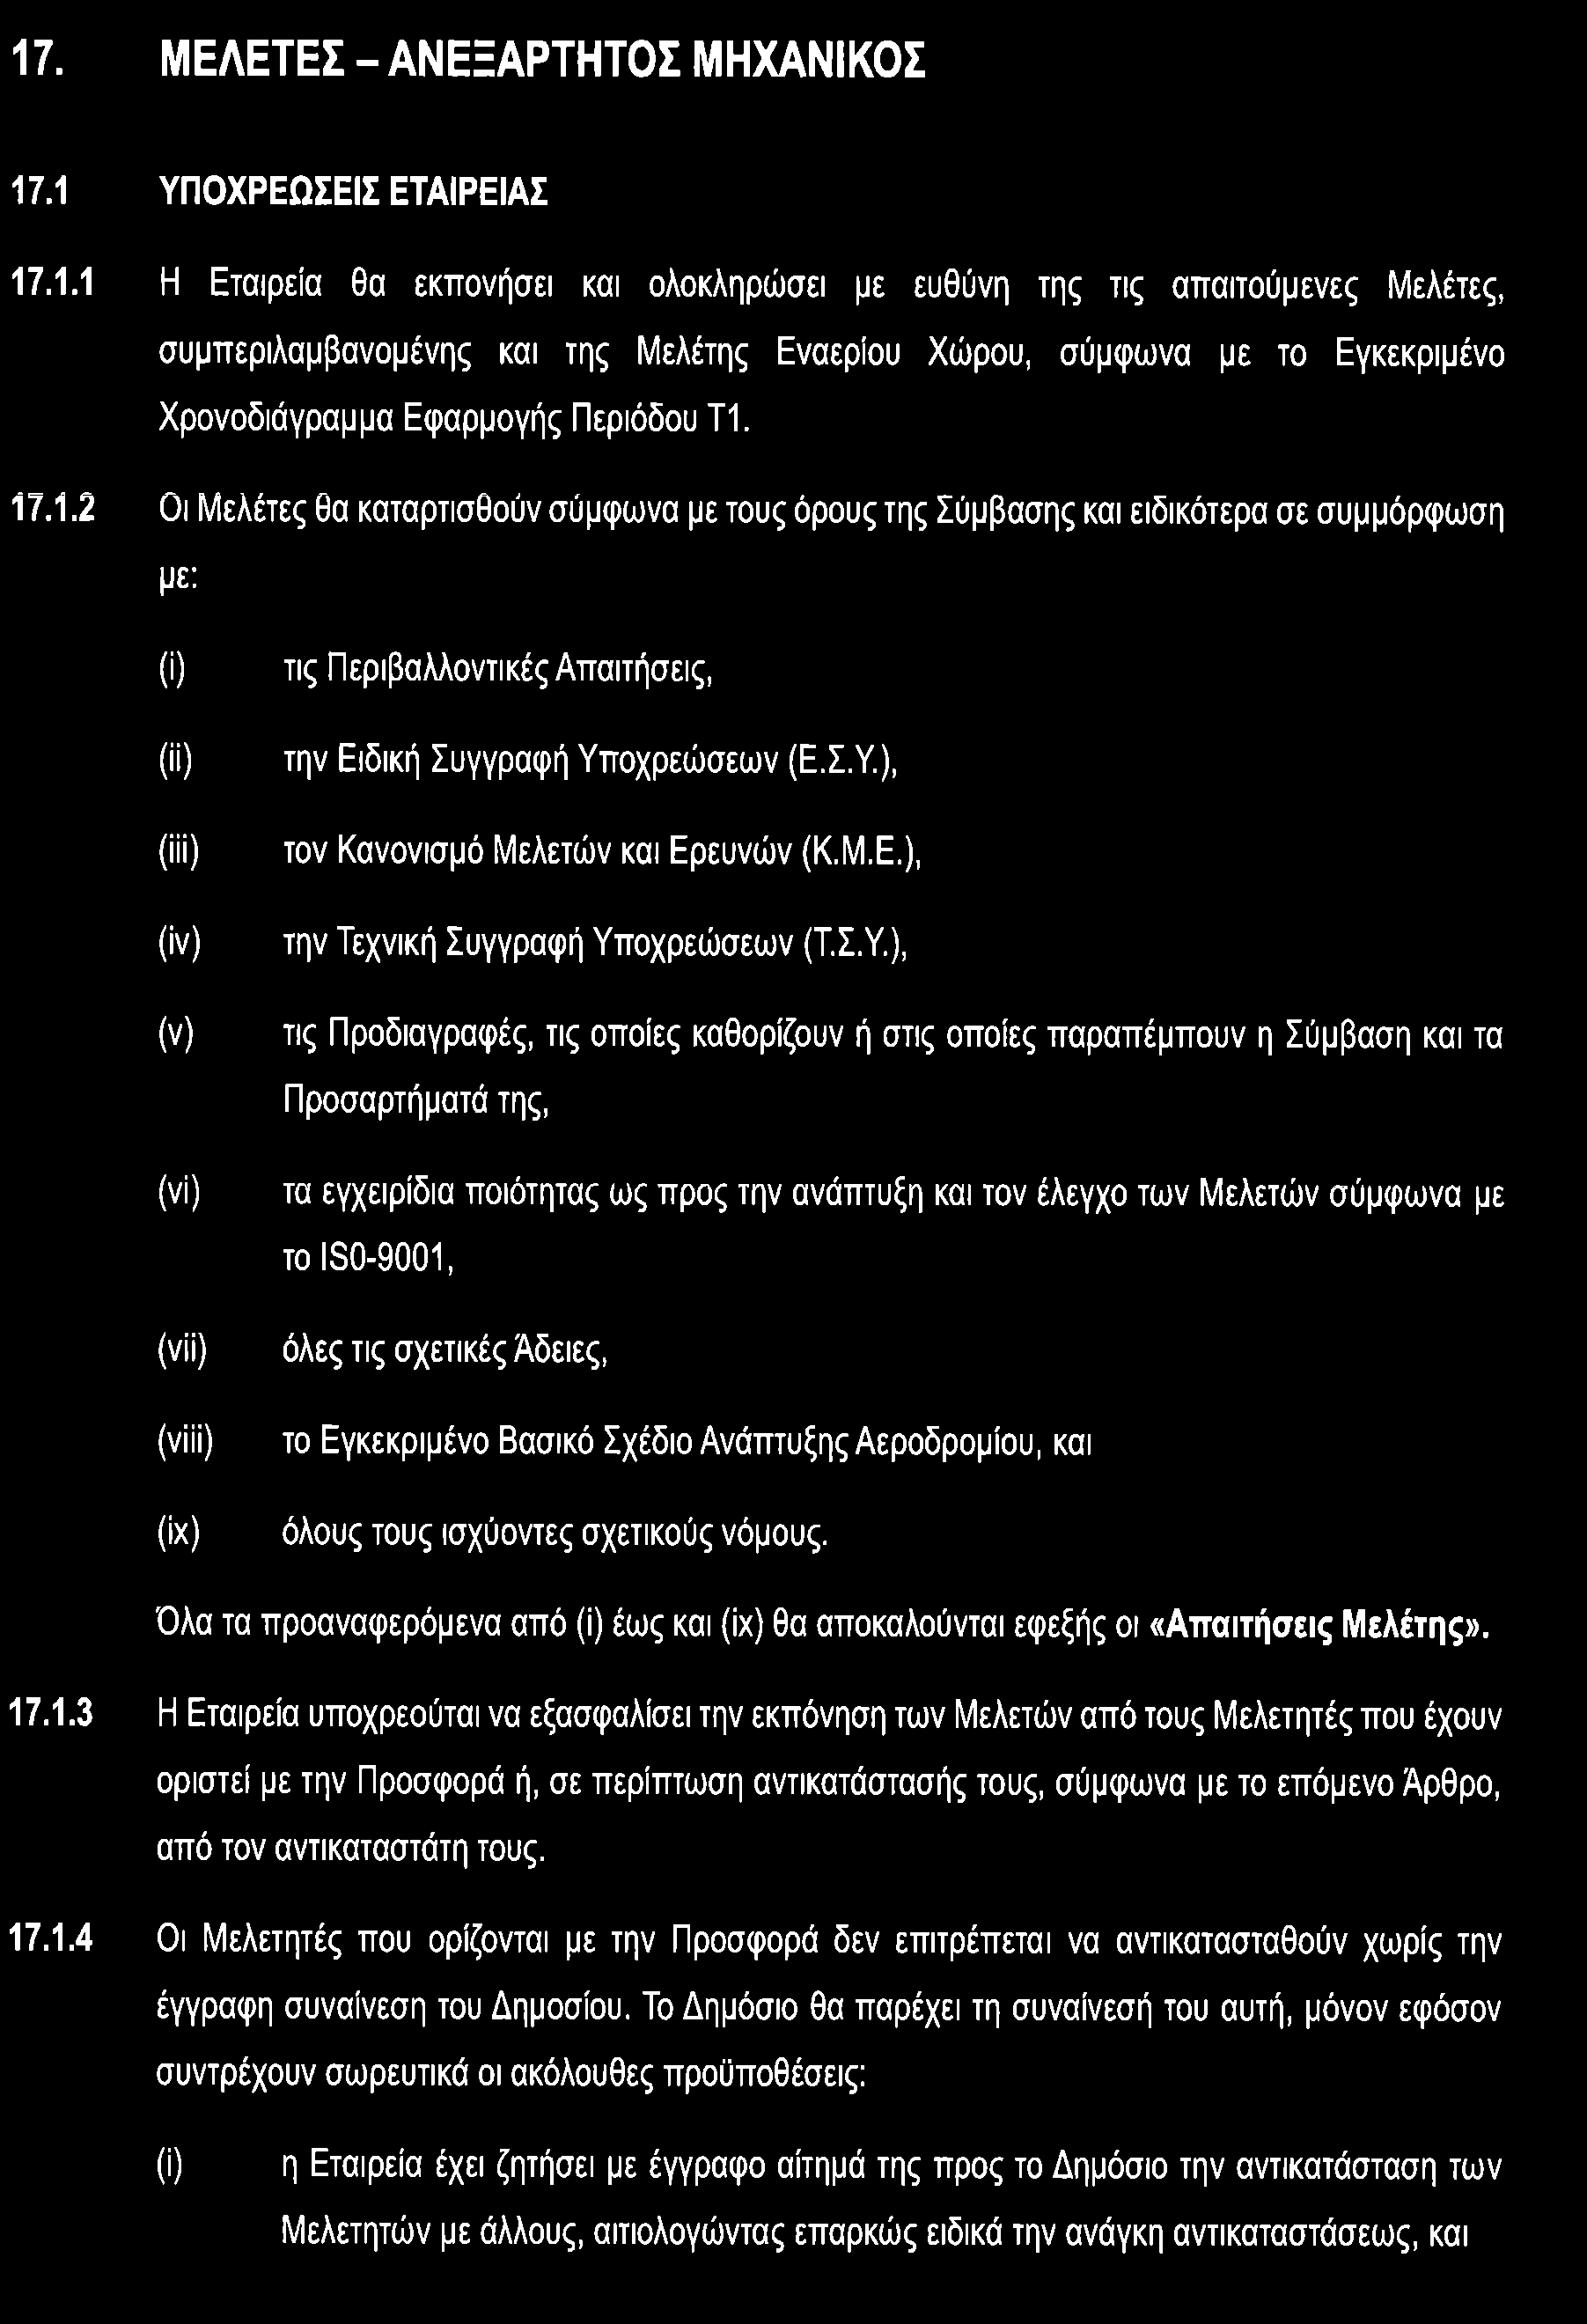 17. ΜΕΛΕΤΕΣ – ΑΝΕΞΑΡΤΗΤΟΣ ΜΗΧΑΝΙΚΟΣ
17.1 ΥΠΟΧΡΕΩΣΕΙΣ ΕΤΑΙΡΕΙΑΣ
17.1.1 Η Εταιρεία θα εκπονήσει και ολοκληρώσει με ευθύνη της τις απαιτούμενες Μελέτες,
συμπεριλαμβανομένης και της Μελέτης Εναερίου Χώρου, σύμφωνα με το Εγκεκριμένο
Χρονοδιάγραμμα Εφαρμογής Περιόδου Τ1.
17.1.2 Οι Μελέτες θα καταρτισθούν σύμφωνα με τους όρους της Σύμβασης και ειδικότερα σε συμμόρφωση
με:
(i) τις Περιβαλλοντικές Απαιτήσεις,
(ii) την Ειδική Συγγραφή Υποχρεώσεων (Ε.Σ.Υ.),
(iii) τον Κανονισμό Μελετών και Ερευνών (Κ.Μ.Ε.),
(iv) την Τεχνική Συγγραφή Υποχρεώσεων (Τ.Σ.Υ.),
(v) τις Προδιαγραφές, τις οποίες καθορίζουν ή στις οποίες παραπέμπουν η Σύμβαση και τα
Προσαρτήματά της,
(vi) τα εγχειρίδια ποιότητας ως προς την ανάπτυξη και τον έλεγχο των Μελετών σύμφωνα με
το IS0-9001,
(vii) όλες τις σχετικές Άδειες,
(viii) το Εγκεκριμένο Βασικό Σχέδιο Ανάπτυξης Αεροδρομίου, και
(ix) όλους τους ισχύοντες σχετικούς νόμους.
Όλα τα προαναφερόμενα από (i) έως και (ix) θα αποκαλούνται εφεξής οι «Απαιτήσεις Μελέτης».
17.1.3 Η Εταιρεία υποχρεούται να εξασφαλίσει την εκπόνηση των Μελετών από τους Μελετητές που έχουν
οριστεί με την Προσφορά ή, σε περίπτωση αντικατάστασής τους, σύμφωνα με το επόμενο Άρθρο,
από τον αντικαταστάτη τους.
17.1.4 Οι Μελετητές που ορίζονται με την Προσφορά δεν επιτρέπεται να αντικατασταθούν χωρίς την
έγγραφη συναίνεση του Δημοσίου. Το Δημόσιο θα παρέχει τη συναίνεσή του αυτή, μόνον εφόσον
συντρέχουν σωρευτικά οι ακόλουθες προϋποθέσεις:
(i) η Εταιρεία έχει ζητήσει με έγγραφο αίτημά της προς το Δημόσιο την αντικατάσταση των
Μελετητών με άλλους, αιτιολογώντας επαρκώς ειδικά την ανάγκη αντικαταστάσεως, και